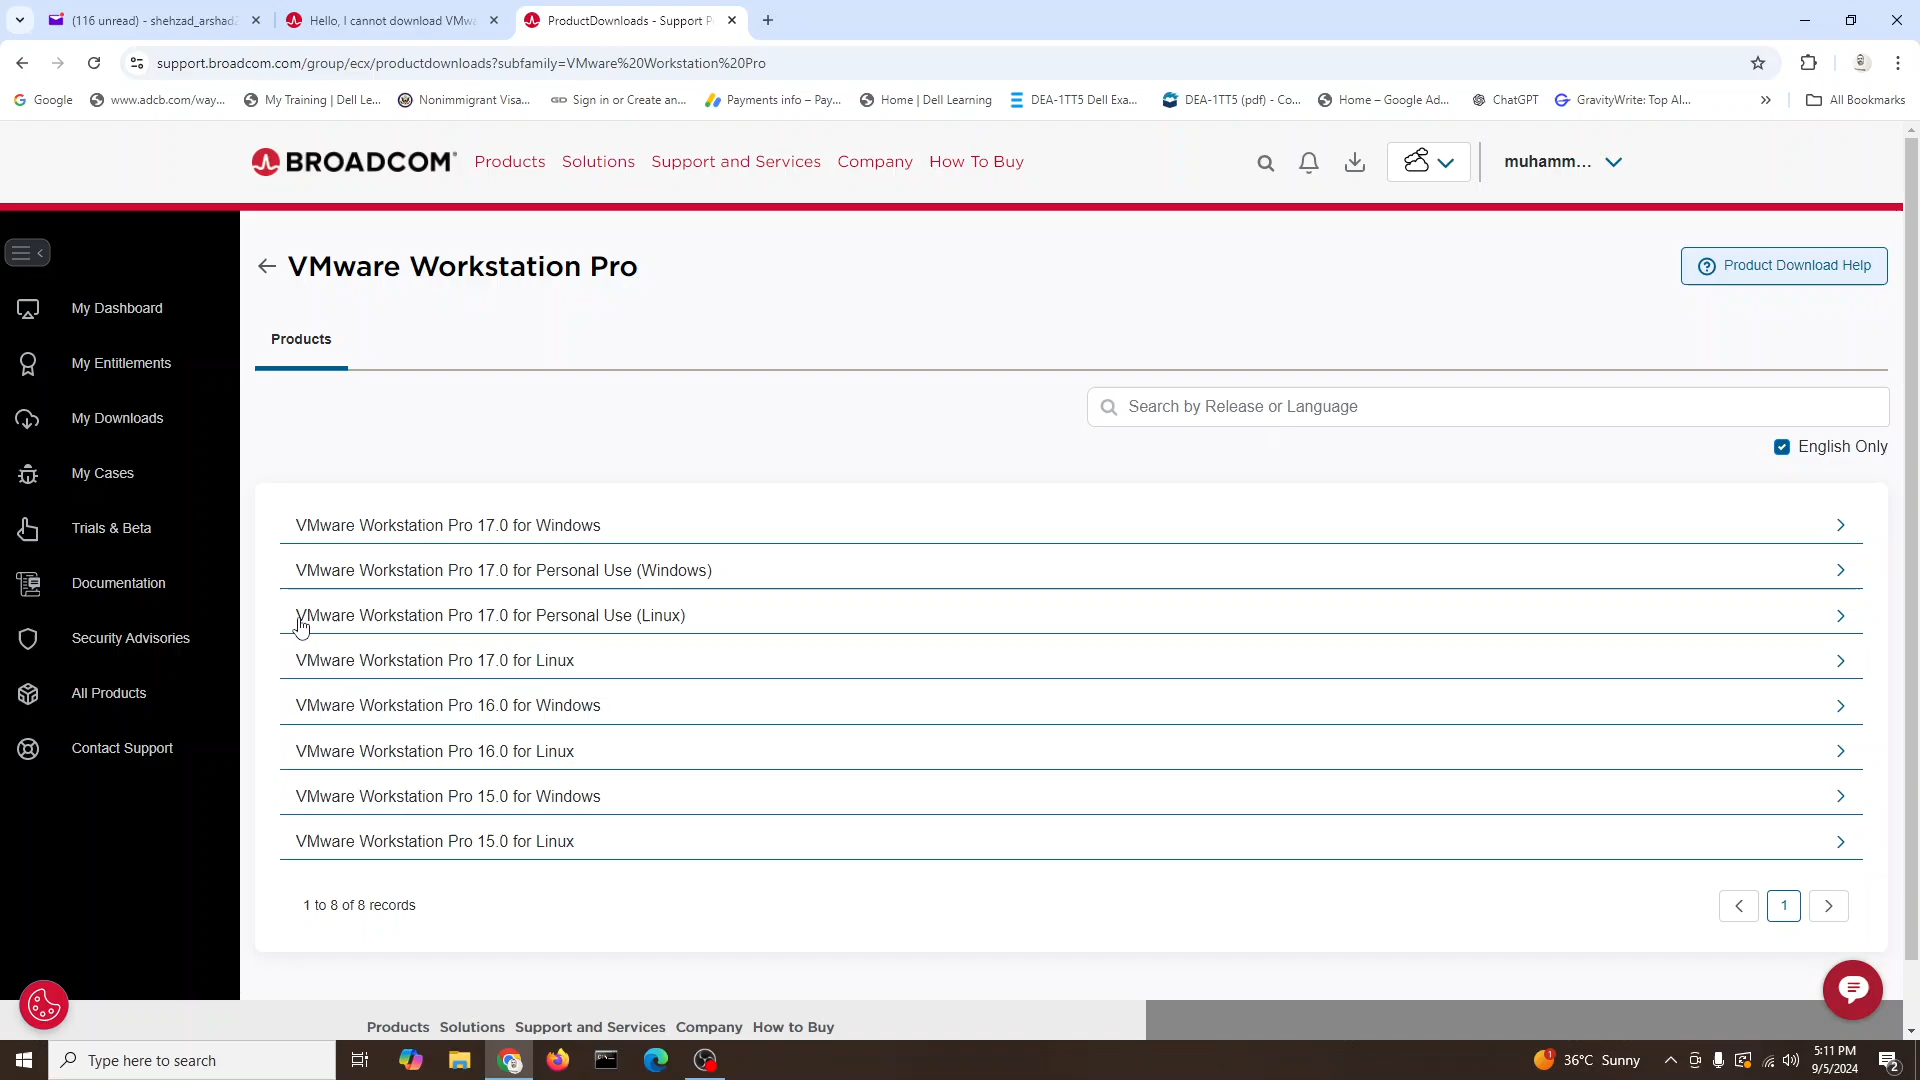 (116 unread) - shehzad_arshad
Hello, I cannot download VMwa
ProductDownloads - Support P
support.broadcom.com/group/ecx/productdownloads?subfamily=VMware%20Workstation%20Pro
Google
www.adcb.com/way...
My Training | Dell Le...
Nonimmigrant Visa...
Sign in or Create an...
Payments info – Pay...
Home | Dell Learning
DEA-1TT5 Dell Exa...
DEA-1TT5 (pdf) - Co...
Home – Google Ad...
ChatGPT
GravityWrite: Top AI...
All Bookmarks
BROADCOM
Products
Solutions
Support and Services
Company
How To Buy
muhamm...
VMware Workstation Pro
Product Download Help
My Dashboard
My Entitlements
My Downloads
My Cases
Trials & Beta
Documentation
Security Advisories
All Products
Contact Support
Products
Search by Release or Language
English Only
VMware Workstation Pro 17.0 for Windows
VMware Workstation Pro 17.0 for Personal Use (Windows)
VMware Workstation Pro 17.0 for Personal Use (Linux)
VMware Workstation Pro 17.0 for Linux
VMware Workstation Pro 16.0 for Windows
VMware Workstation Pro 16.0 for Linux
VMware Workstation Pro 15.0 for Windows
VMware Workstation Pro 15.0 for Linux
1 to 8 of 8 records
1
Products Solutions Support and Services Company How to Buy
Type here to search
1
36°C Sunny
5:11 PM
9/5/2024
2